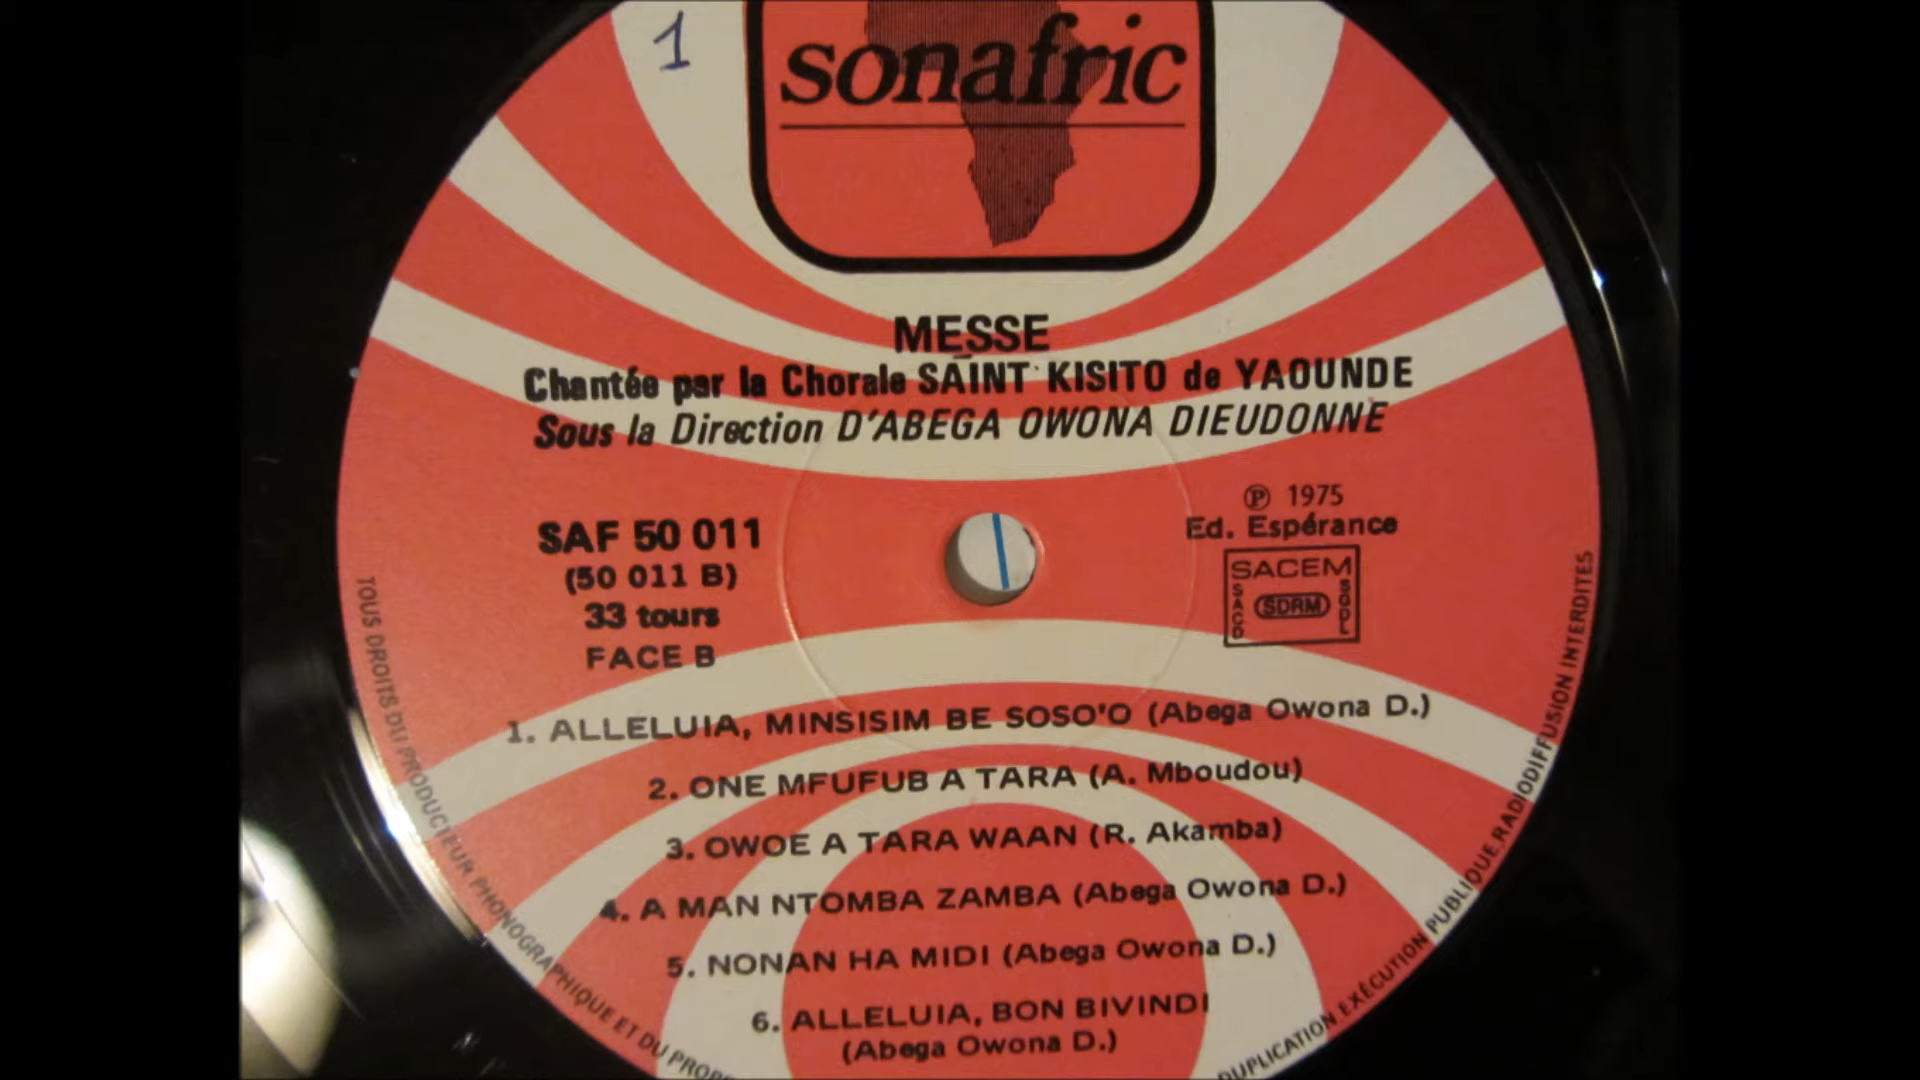 1
sonafric
MESSE
Chantée par la Chorale SAINT KISITO de YAOUNDE
Sous la Direction D'ABEGA OWONA DIEUDONNE
SAF 50 011
(50 011 B)
33 tours
FACE B
℗ 1975
Ed. Espérance
SACEM
SACD
SDRM
SGDL
1. ALLELUIA, MINSISIM BE SOSO'O (Abega Owona D.)
2. ONE MFUFUB A TARA (A. Mboudou)
3. OWOE A TARA WAAN (R. Akamba)
4. A MAN NTOMBA ZAMBA (Abega Owona D.)
5. NONAN HA MIDI (Abega Owona D.)
6. ALLELUIA, BON BIVINDI
(Abega Owona D.)
TOUS DROITS DU PRODUCTEUR PHONOGRAPHIQUE ET DU
DUPLICATION EXÉCUTION PUBLIQUE, RADIODIFFUSION INTERDITES